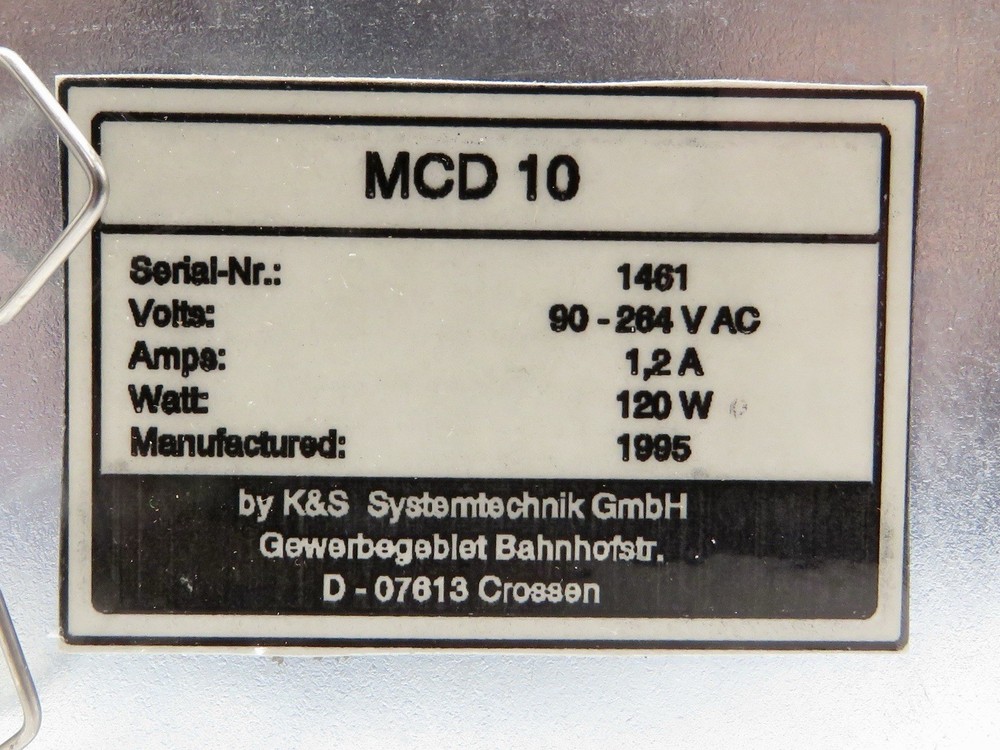 MCD 10
Serial-Nr.: 1461
Volts: 90 - 264 V AC
Amps: 1,2 A
Watt: 120 W
Manufactured: 1995
by K&S Systemtechnik GmbH
Gewerbegebiet Bahnhofstr.
D - 07613 Crossen